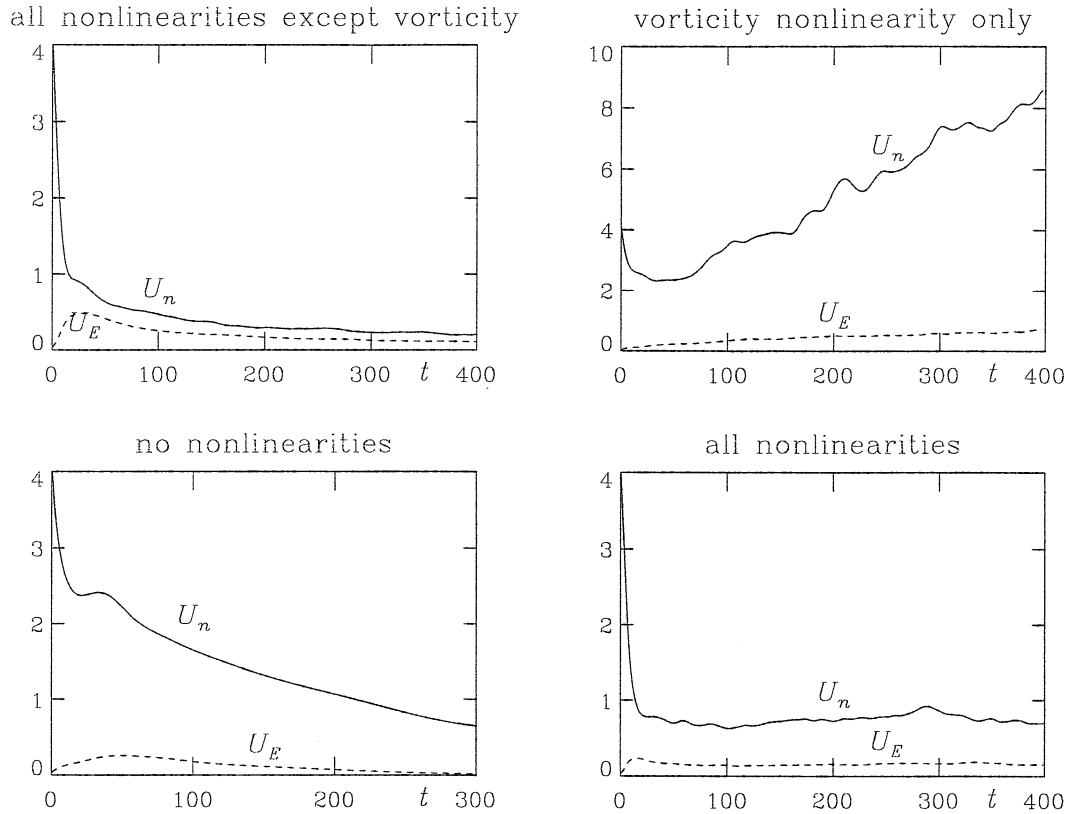 all nonlinearities except vorticity
4
3
2
1
0
U_n
U_E
0 100 200 300 t 400
vorticity nonlinearity only
10
8
6
4
2
0
U_n
U_E
0 100 200 300 t 400
no nonlinearities
4
3
2
1
0
U_n
U_E
0 100 200 t 300
all nonlinearities
4
3
2
1
0
U_n
U_E
0 100 200 300 t 400